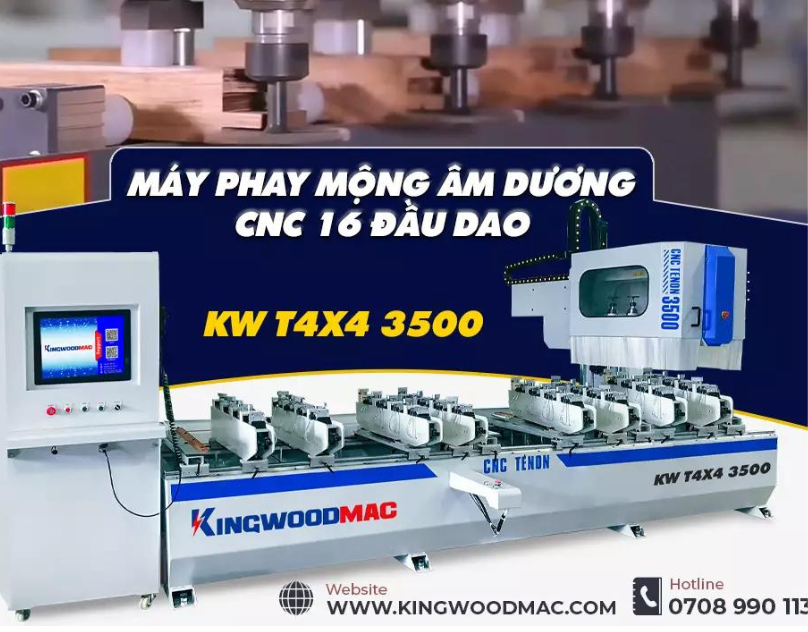 MÁY PHAY MỘNG ÂM DƯƠNG
CNC 16 ĐẦU DAO
KW T4X4 3500
CNC TENON
3500
KINGWOODMAC
CNC TENON
KW T4X4 3500
KINGWOODMAC
Website
WWW.KINGWOODMAC.COM
Hotline
0708 990 113